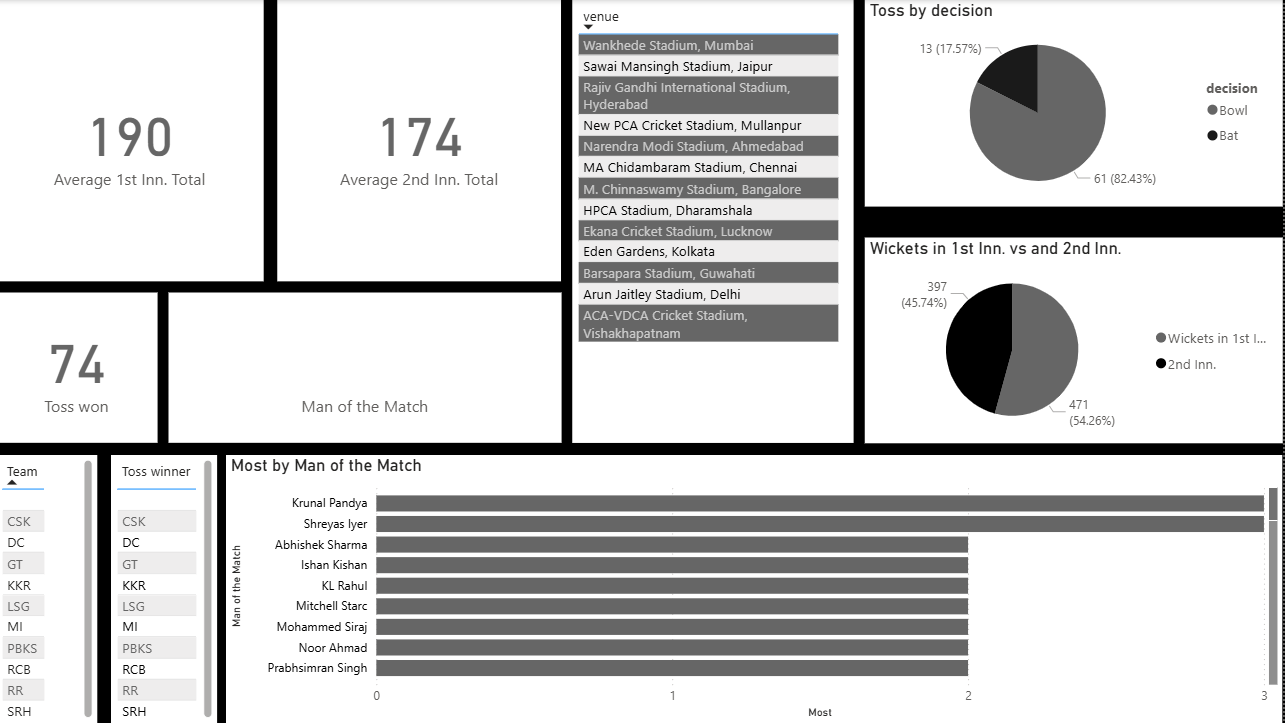 190
Average 1st Inn. Total
174
Average 2nd Inn. Total
74
Toss won
Man of the Match
venue
Wankhede Stadium, Mumbai
Sawai Mansingh Stadium, Jaipur
Rajiv Gandhi International Stadium,
Hyderabad
New PCA Cricket Stadium, Mullanpur
Narendra Modi Stadium, Ahmedabad
MA Chidambaram Stadium, Chennai
M. Chinnaswamy Stadium, Bangalore
HPCA Stadium, Dharamshala
Ekana Cricket Stadium, Lucknow
Eden Gardens, Kolkata
Barsapara Stadium, Guwahati
Arun Jaitley Stadium, Delhi
ACA-VDCA Cricket Stadium,
Vishakhapatnam
Toss by decision
13 (17.57%)
61 (82.43%)
decision
Bowl
Bat
Wickets in 1st Inn. vs and 2nd Inn.
397
(45.74%)
471
(54.26%)
Wickets in 1st I...
2nd Inn.
Team
CSK
DC
GT
KKR
LSG
MI
PBKS
RCB
RR
SRH
Toss winner
CSK
DC
GT
KKR
LSG
MI
PBKS
RCB
RR
SRH
Most by Man of the Match
Man of the Match
Krunal Pandya
Shreyas Iyer
Abhishek Sharma
Ishan Kishan
KL Rahul
Mitchell Starc
Mohammed Siraj
Noor Ahmad
Prabhsimran Singh
0 1 2 3
Most